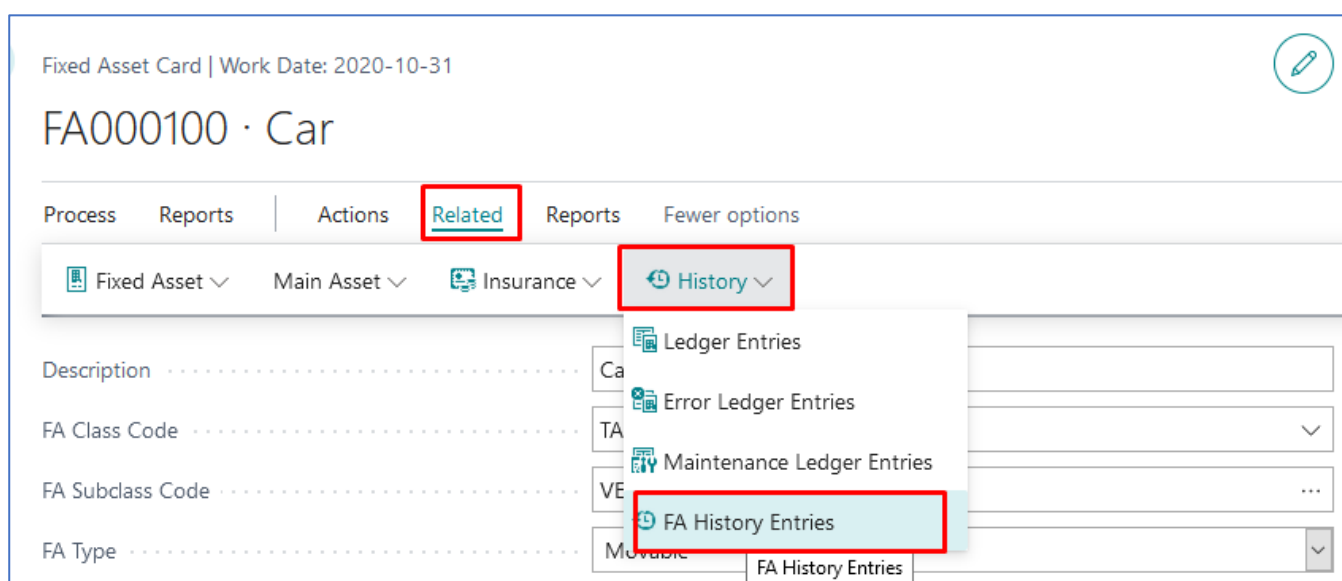 Fixed Asset Card | Work Date: 2020-10-31
FA000100 · Car
Process Reports Actions Related Reports Fewer options
Fixed Asset Main Asset Insurance History
Ledger Entries
Description Ca
Error Ledger Entries
FA Class Code TA
Maintenance Ledger Entries
FA Subclass Code VE
FA History Entries
FA Type Movable
FA History Entries